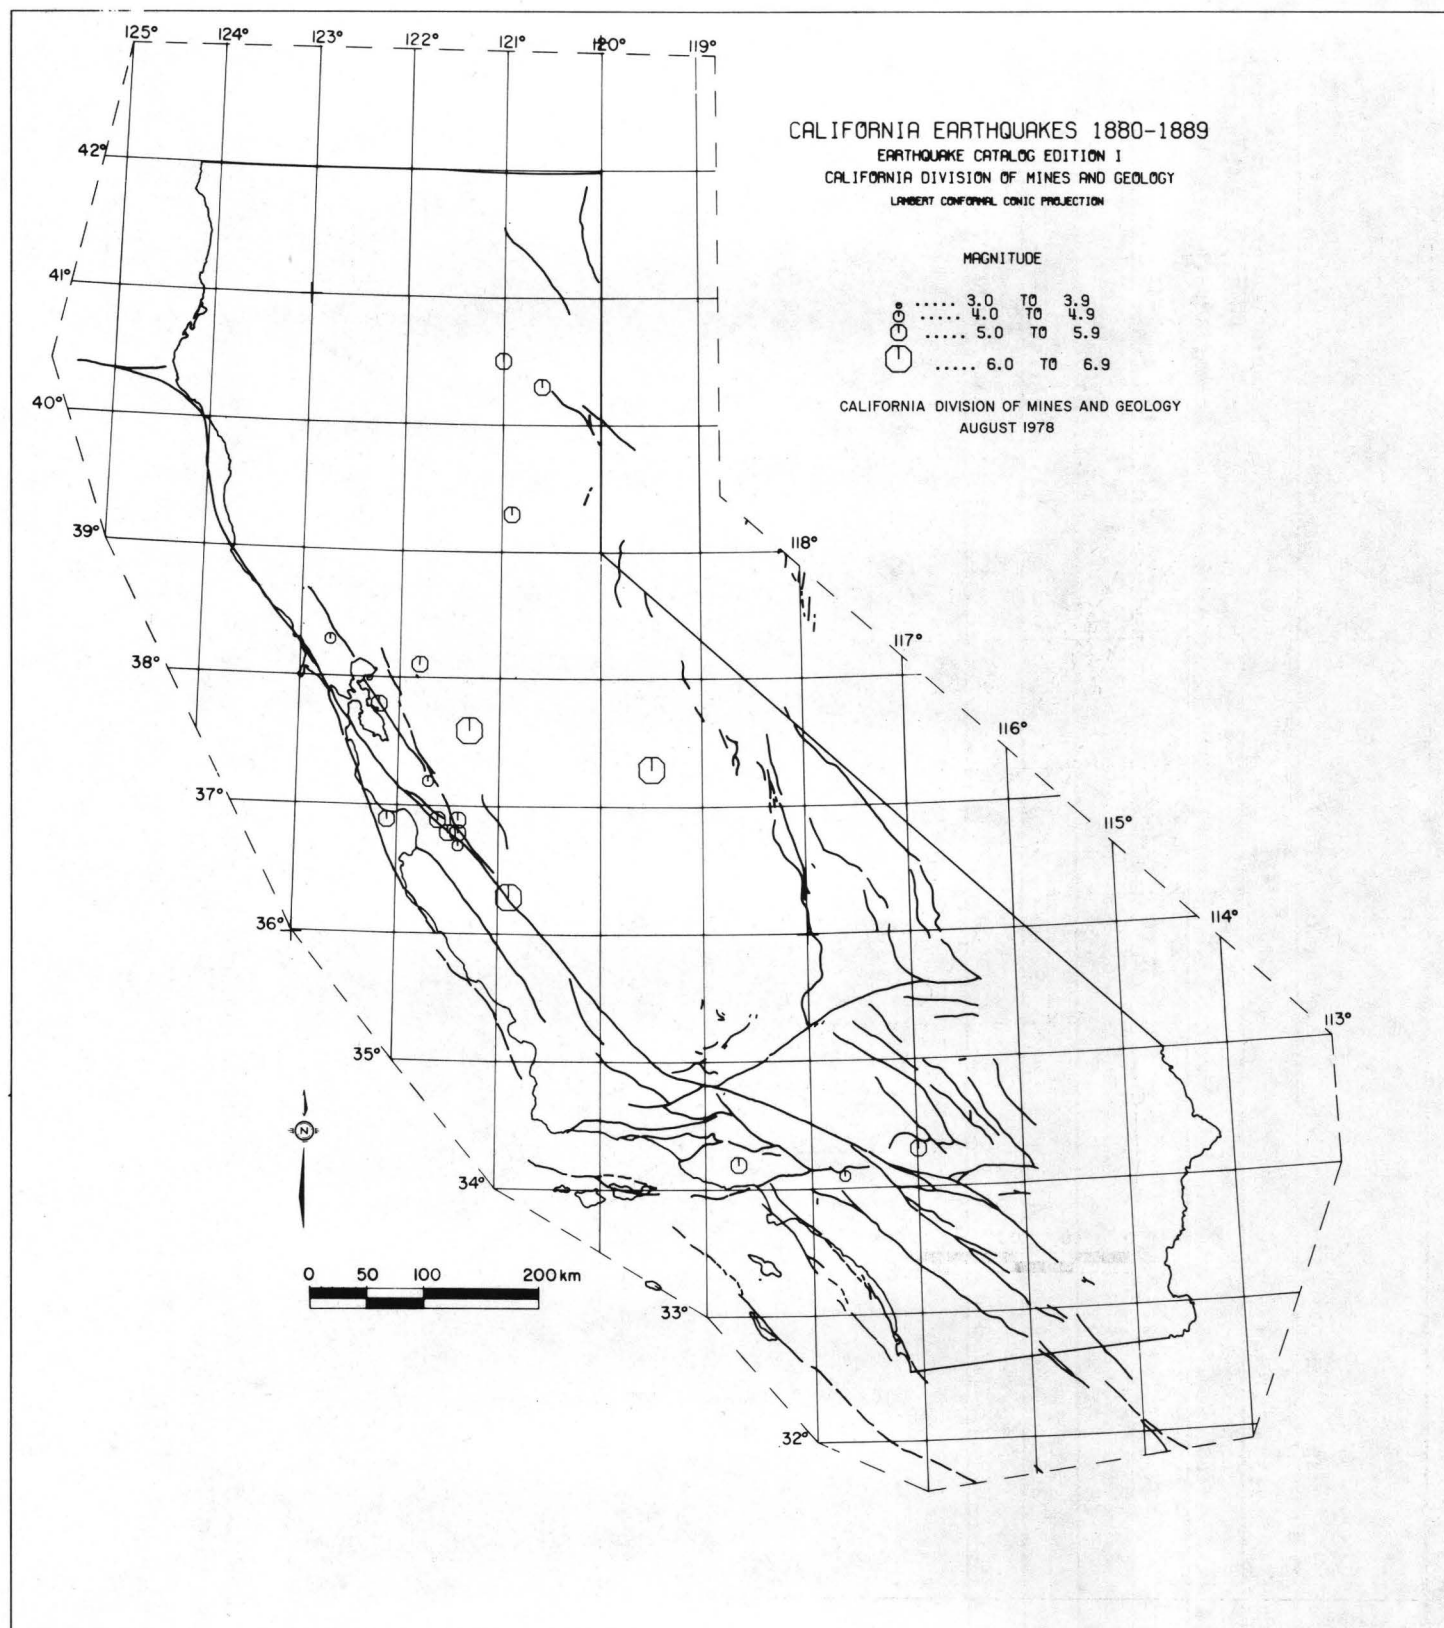 125° 124° 123° 122° 121° 120° 119°
CALIFORNIA EARTHQUAKES 1880-1889
EARTHQUAKE CATALOG EDITION I
CALIFORNIA DIVISION OF MINES AND GEOLOGY
LAMBERT CONFORMAL CONIC PROJECTION
MAGNITUDE
..... 3.0 TO 3.9
..... 4.0 TO 4.9
..... 5.0 TO 5.9
..... 6.0 TO 6.9
CALIFORNIA DIVISION OF MINES AND GEOLOGY
AUGUST 1978
42°
41°
40°
39°
118°
117°
38°
116°
37°
115°
36°
114°
113°
35°
N
34°
0 50 100 200 km
33°
32°